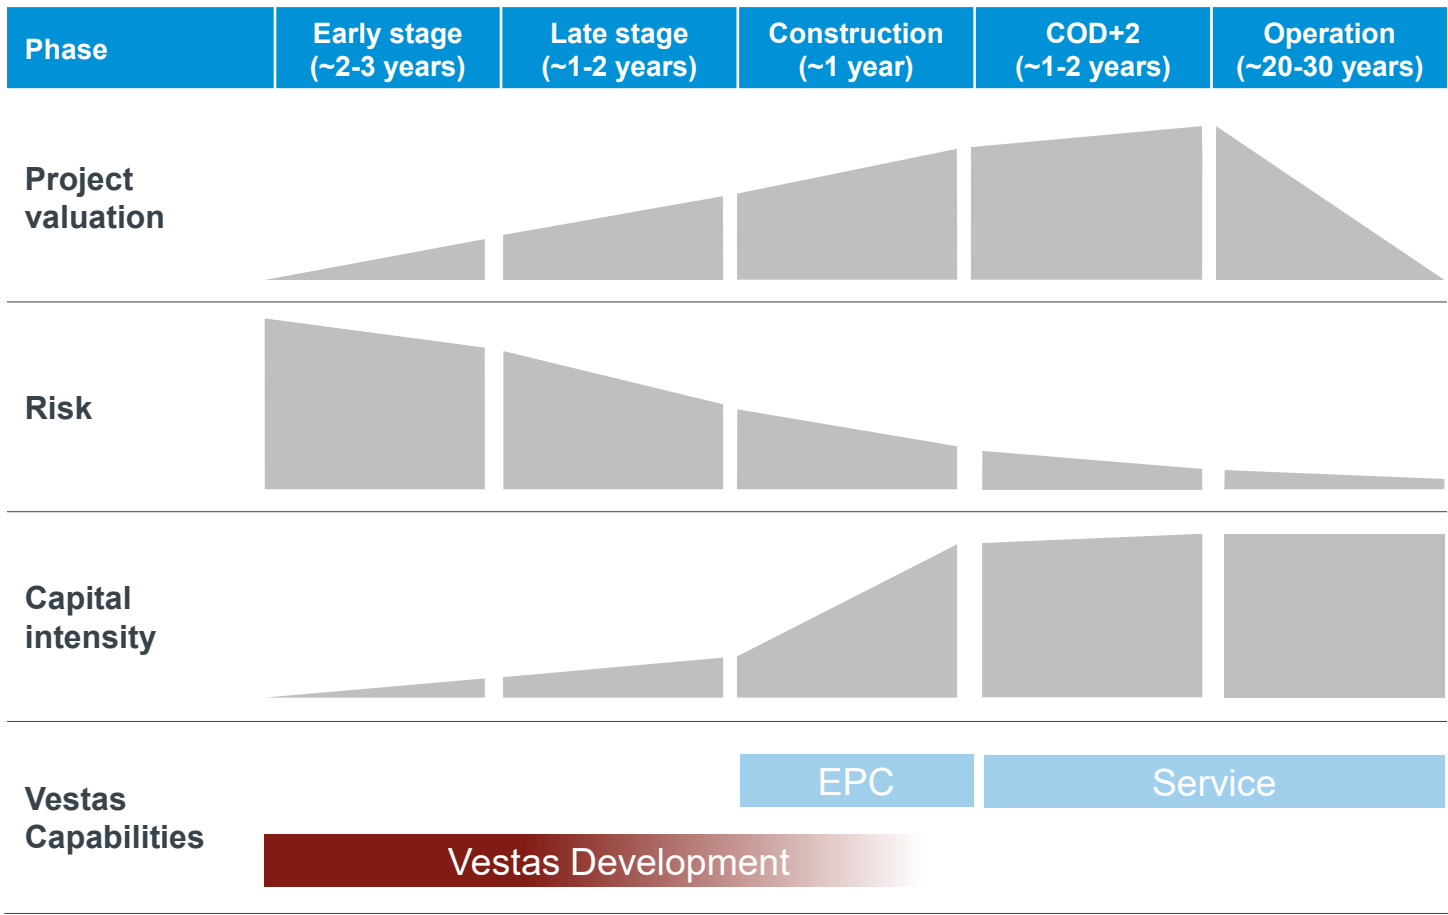 Phase
Early stage
(~2-3 years)
Late stage
(~1-2 years)
Construction
(~1 year)
COD+2
(~1-2 years)
Operation
(~20-30 years)
Project
valuation
Risk
Capital
intensity
Vestas
Capabilities
EPC
Service
Vestas Development